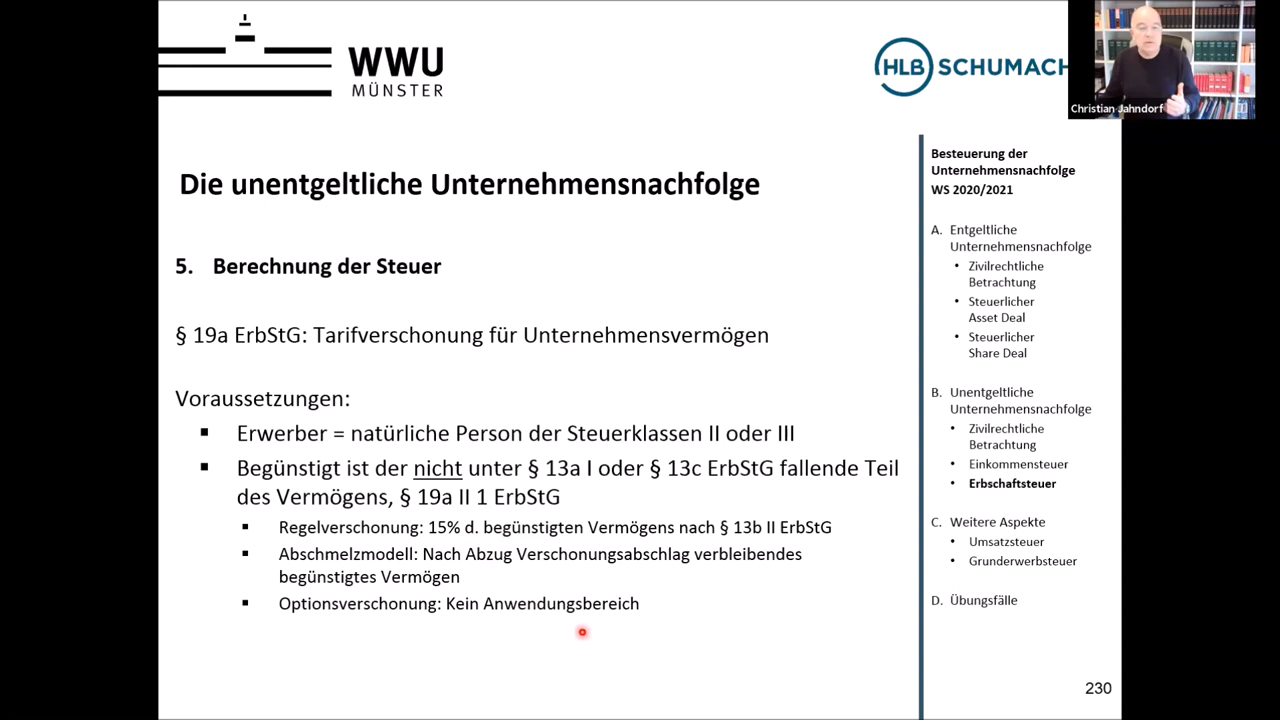 WWU
MÜNSTER
HLB SCHUMACH
Christian Jahndorf
Die unentgeltliche Unternehmensnachfolge
5. Berechnung der Steuer
§ 19a ErbStG: Tarifverschonung für Unternehmensvermögen
Voraussetzungen:
▪ Erwerber = natürliche Person der Steuerklassen II oder III
▪ Begünstigt ist der nicht unter § 13a I oder § 13c ErbStG fallende Teil
des Vermögens, § 19a II 1 ErbStG
▪ Regelverschonung: 15% d. begünstigten Vermögens nach § 13b II ErbStG
▪ Abschmelzmodell: Nach Abzug Verschonungsabschlag verbleibendes
begünstigtes Vermögen
▪ Optionsverschonung: Kein Anwendungsbereich
Besteuerung der
Unternehmensnachfolge
WS 2020/2021
A. Entgeltliche
Unternehmensnachfolge
• Zivilrechtliche
Betrachtung
• Steuerlicher
Asset Deal
• Steuerlicher
Share Deal
B. Unentgeltliche
Unternehmensnachfolge
• Zivilrechtliche
Betrachtung
• Einkommensteuer
• Erbschaftsteuer
C. Weitere Aspekte
• Umsatzsteuer
• Grunderwerbsteuer
D. Übungsfälle
230